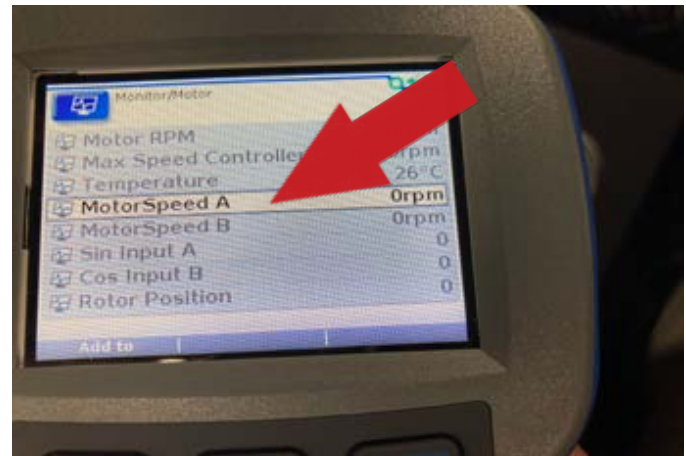 Monitor/Motor
Motor RPM
Max Speed Controller rpm
Temperature 26°C
MotorSpeed A 0rpm
MotorSpeed B 0rpm
Sin Input A 0
Cos Input B 0
Rotor Position 0
Add to